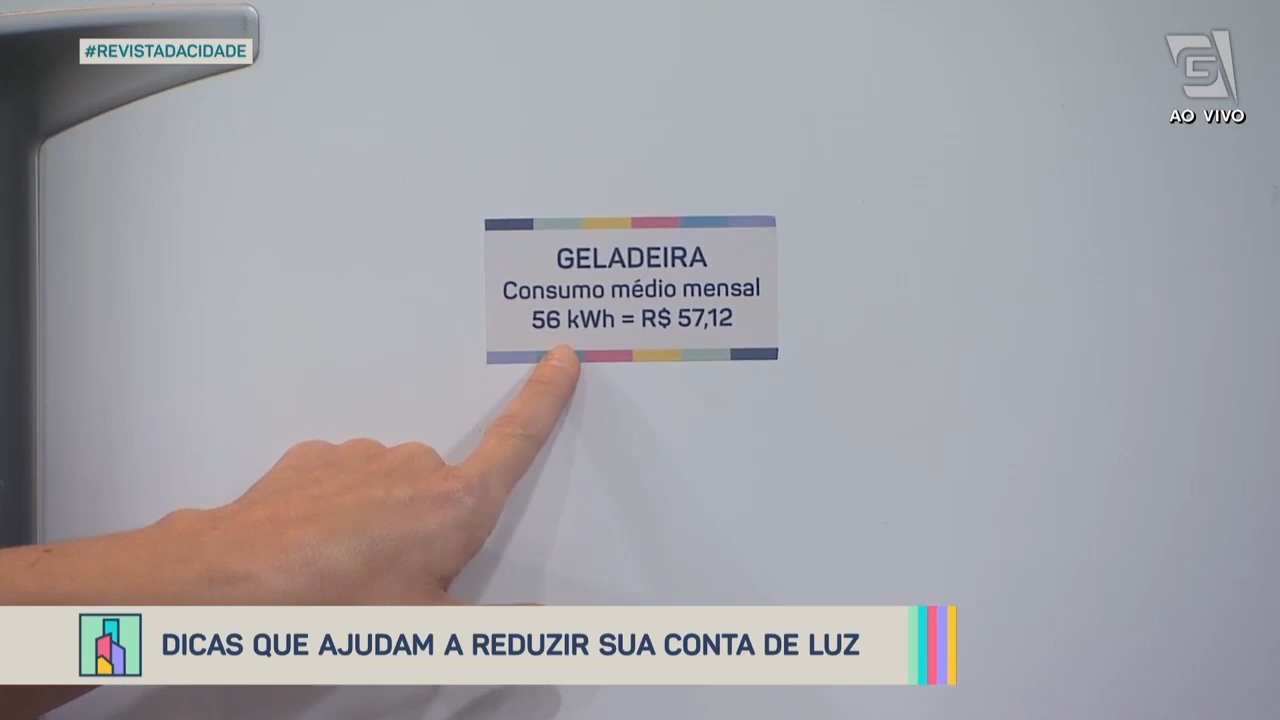 #REVISTADACIDADE
AO VIVO
GELADEIRA
Consumo médio mensal
56 kWh = R$ 57,12
DICAS QUE AJUDAM A REDUZIR SUA CONTA DE LUZ